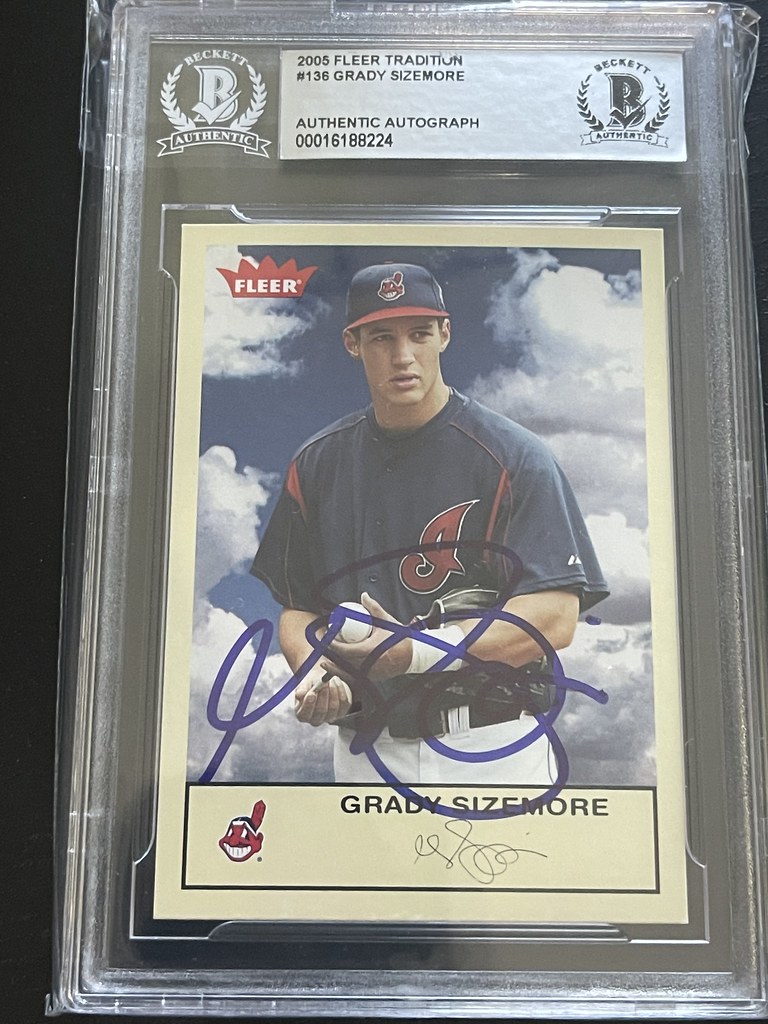 BECKETT
B
AUTHENTIC
2005 FLEER TRADITION
#136 GRADY SIZEMORE
AUTHENTIC AUTOGRAPH
00016188224
BECKETT
B
AUTHENTIC
FLEER
I
GRADY SIZEMORE